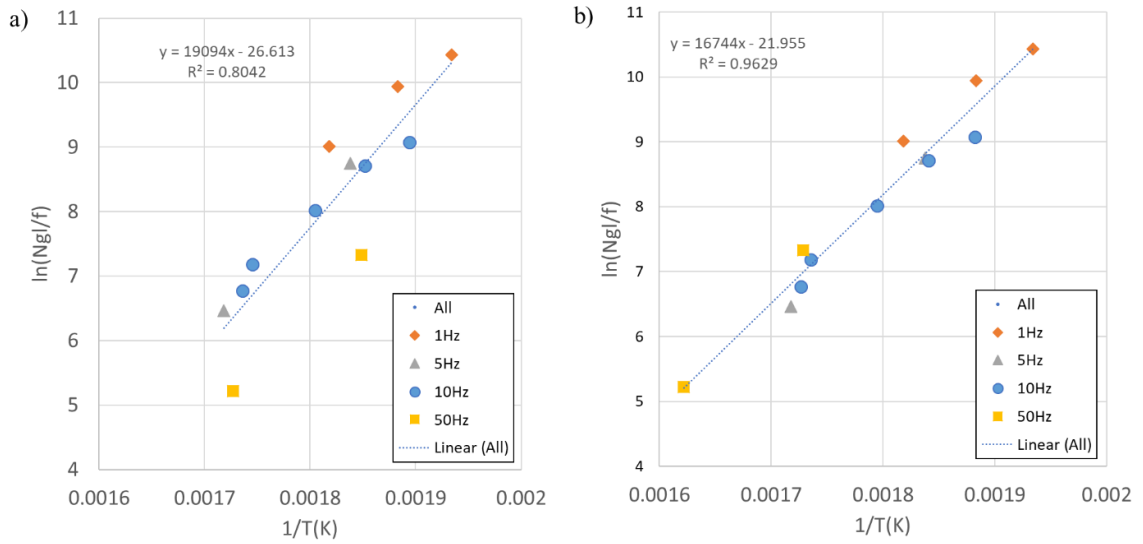 a)
y = 19094x - 26.613
R² = 0.8042
ln(Ngl/f)
11
10
9
8
7
6
5
4
0.0016 0.0017 0.0018 0.0019 0.002
1/T(K)
All
1Hz
5Hz
10Hz
50Hz
Linear (All)
b)
y = 16744x - 21.955
R² = 0.9629
ln(Ngl/f)
11
10
9
8
7
6
5
4
0.0016 0.0017 0.0018 0.0019 0.002
1/T(K)
All
1Hz
5Hz
10Hz
50Hz
Linear (All)